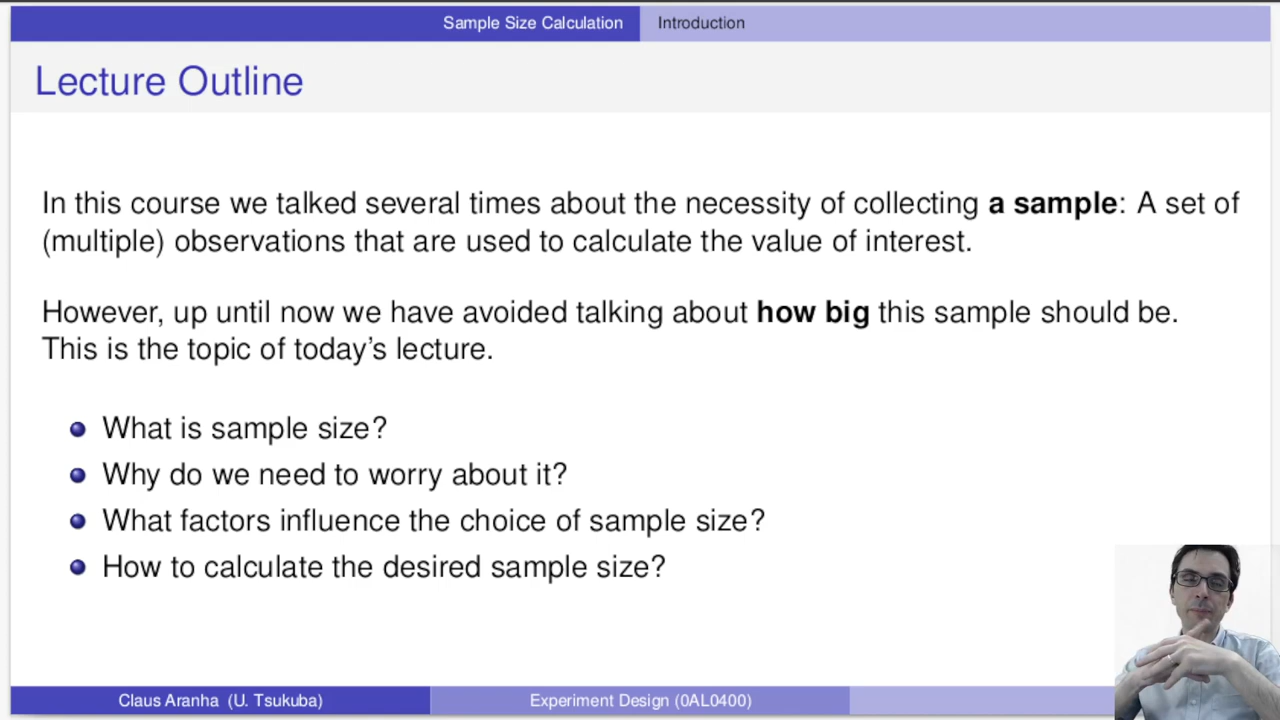 Sample Size Calculation Introduction
Lecture Outline
In this course we talked several times about the necessity of collecting a sample: A set of
(multiple) observations that are used to calculate the value of interest.
However, up until now we have avoided talking about how big this sample should be.
This is the topic of today's lecture.
What is sample size?
Why do we need to worry about it?
What factors influence the choice of sample size?
How to calculate the desired sample size?
Claus Aranha (U. Tsukuba) Experiment Design (0AL0400)